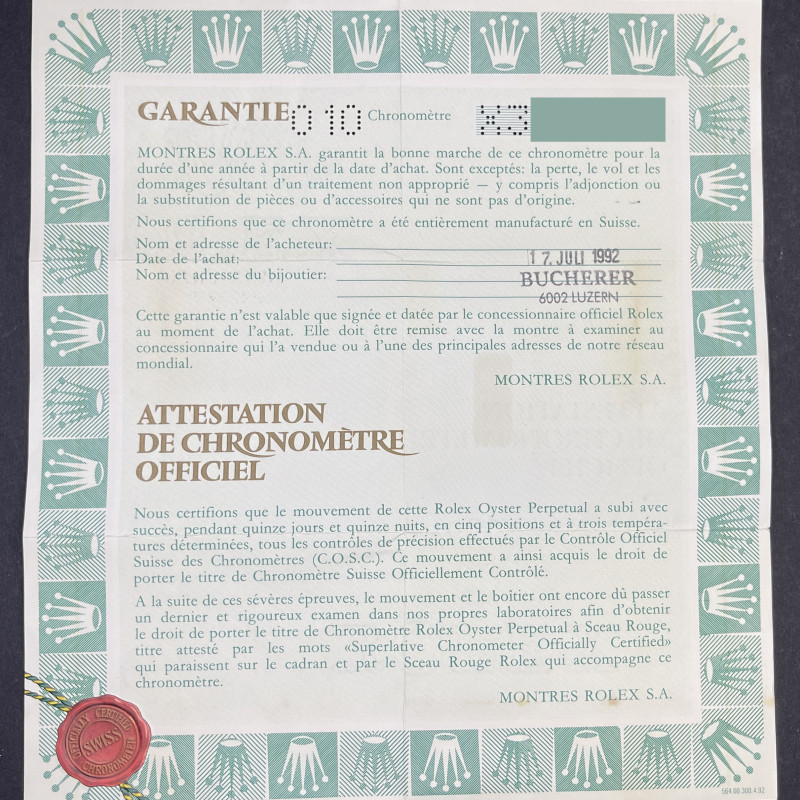 GARANTIE 010 Chronomètre
MONTRES ROLEX S.A. garantit la bonne marche de ce chronomètre pour la
durée d'une année à partir de la date d'achat. Sont exceptés: la perte, le vol et les
dommages résultant d'un traitement non approprié — y compris l'adjonction ou
la substitution de pièces ou d'accessoires qui ne sont pas d'origine.
Nous certifions que ce chronomètre a été entièrement manufacturé en Suisse.
Nom et adresse de l'acheteur:
Date de l'achat: 17. JULI 1992
Nom et adresse du bijoutier: BUCHERER
6002 LUZERN
Cette garantie n'est valable que signée et datée par le concessionnaire officiel Rolex
au moment de l'achat. Elle doit être remise avec la montre à examiner au
concessionnaire qui l'a vendue ou à l'une des principales adresses de notre réseau
mondial.
MONTRES ROLEX S.A.
ATTESTATION
DE CHRONOMÈTRE
OFFICIEL
Nous certifions que le mouvement de cette Rolex Oyster Perpetual a subi avec
succès, pendant quinze jours et quinze nuits, en cinq positions et à trois tempéra-
tures déterminées, tous les contrôles de précision effectués par le Contrôle Officiel
Suisse des Chronomètres (C.O.S.C.). Ce mouvement a ainsi acquis le droit de
porter le titre de Chronomètre Suisse Officiellement Contrôlé.
A la suite de ces sévères épreuves, le mouvement et le boîtier ont encore dû passer
un dernier et rigoureux examen dans nos propres laboratoires afin d'obtenir
le droit de porter le titre de Chronomètre Rolex Oyster Perpetual à Sceau Rouge,
titre attesté par les mots «Superlative Chronometer Officially Certified»
qui paraissent sur le cadran et par le Sceau Rouge Rolex qui accompagne ce
chronomètre.
MONTRES ROLEX S.A.
OFFICIALLY CERTIFIED
SWISS
CHRONOMETER
564.00.300.4.92